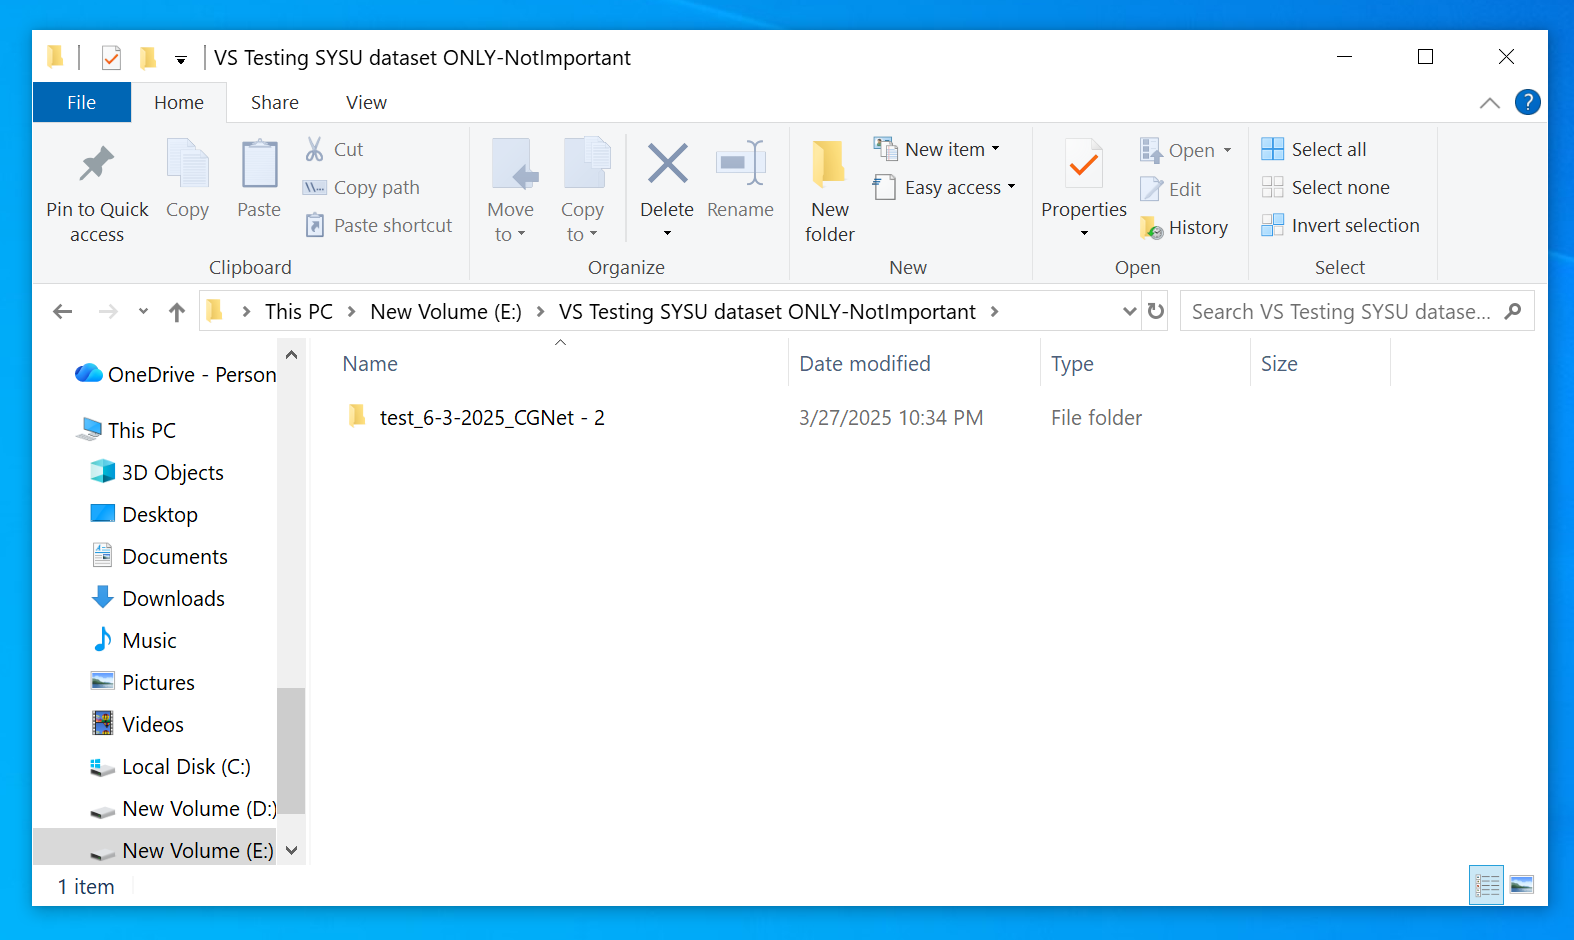 VS Testing SYSU dataset ONLY-NotImportant
File Home Share View ?
Pin to Quick access
Copy
Paste
Cut
Copy path
Paste shortcut
Clipboard
Move to
Copy to
Delete
Rename
Organize
New folder
New item
Easy access
New
Properties
Open
Edit
History
Open
Select all
Select none
Invert selection
Select
This PC New Volume (E:) VS Testing SYSU dataset ONLY-NotImportant
Search VS Testing SYSU datase...
Name Date modified Type Size
test_6-3-2025_CGNet - 2 3/27/2025 10:34 PM File folder
OneDrive - Person
This PC
3D Objects
Desktop
Documents
Downloads
Music
Pictures
Videos
Local Disk (C:)
New Volume (D:)
New Volume (E:)
1 item